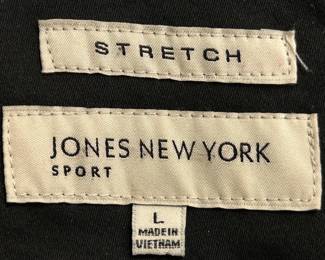 STRETCH
JONES NEW YORK
SPORT
L
MADE IN
VIETNAM